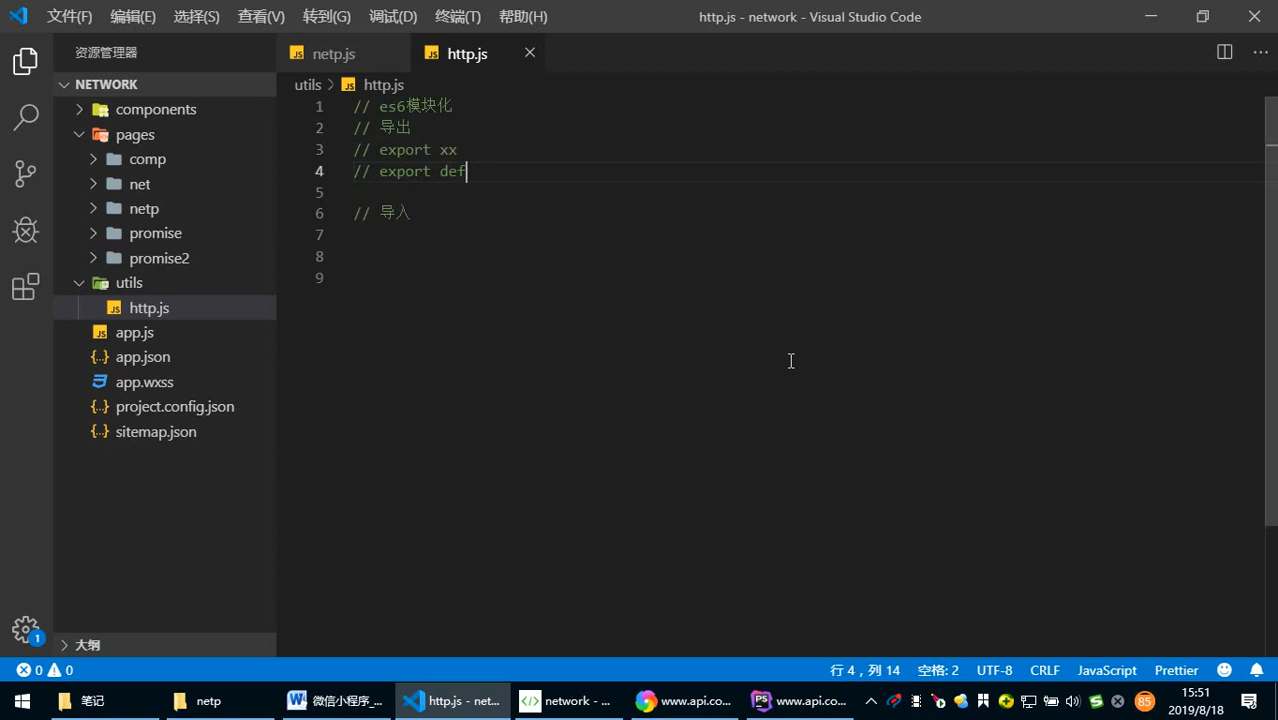 文件(F) 编辑(E) 选择(S) 查看(V) 转到(G) 调试(D) 终端(T) 帮助(H) http.js - network - Visual Studio Code
资源管理器
netp.js http.js
NETWORK
utils http.js
components
pages
comp
net
netp
promise
promise2
utils
http.js
app.js
app.json
app.wxss
project.config.json
sitemap.json
1 // es6模块化
2 // 导出
3 // export xx
4 // export def
5
6 // 导入
7
8
9
大纲
1
0 0 行 4，列 14 空格: 2 UTF-8 CRLF JavaScript Prettier
笔记 netp 微信小程序_... http.js - net... network - ... www.api.co... www.api.co... 85 15:51
2019/8/18